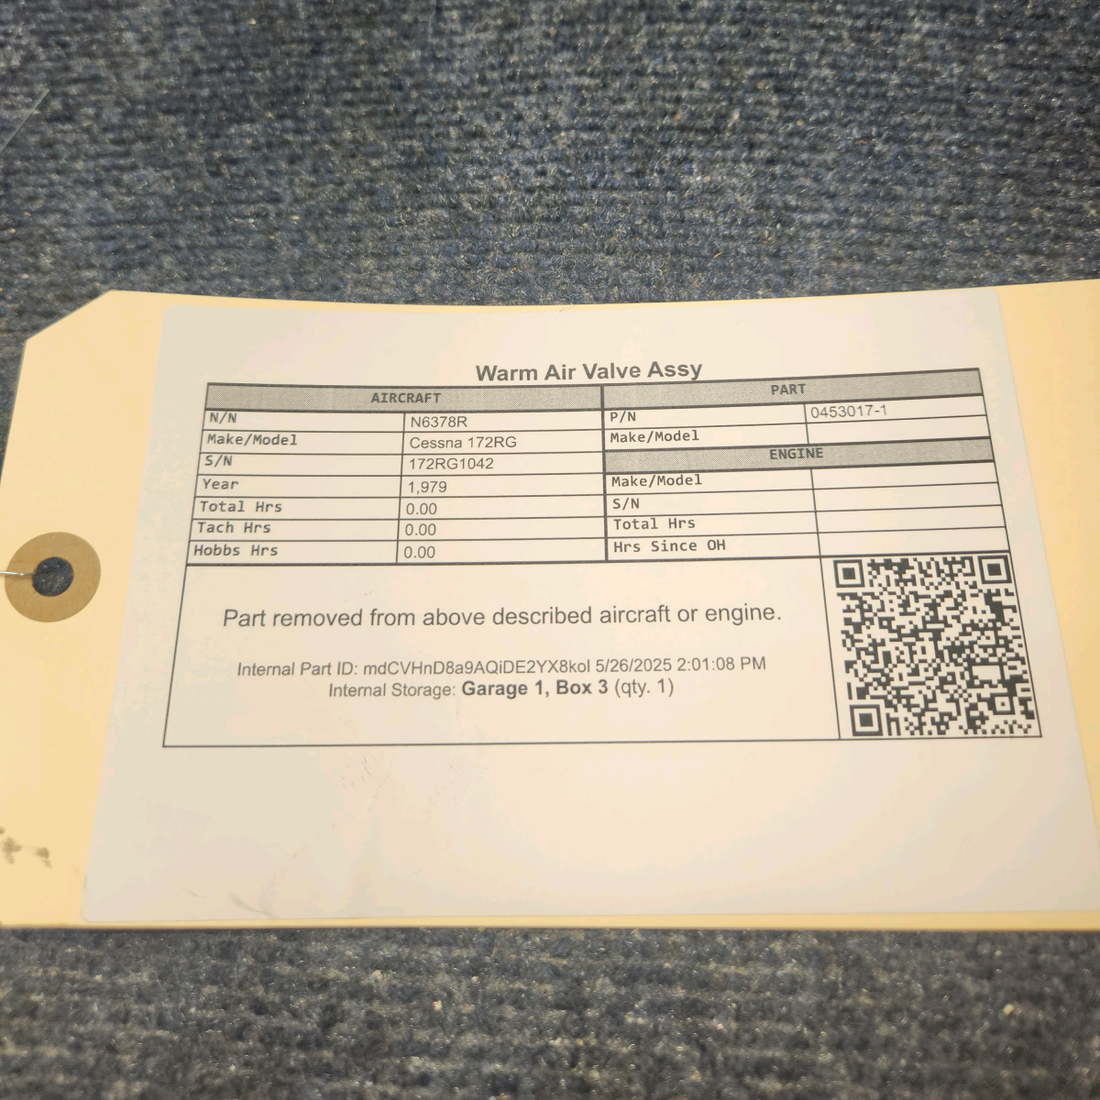 Warm Air Valve Assy
AIRCRAFT
N/N N6378R
Make/Model Cessna 172RG
S/N 172RG1042
Year 1,979
Total Hrs 0.00
Tach Hrs 0.00
Hobbs Hrs 0.00
PART
P/N 0453017-1
Make/Model
ENGINE
Make/Model
S/N
Total Hrs
Hrs Since OH
Part removed from above described aircraft or engine.
Internal Part ID: mdCVHnD8a9AQiDE2YX8kol 5/26/2025 2:01:08 PM
Internal Storage: Garage 1, Box 3 (qty. 1)